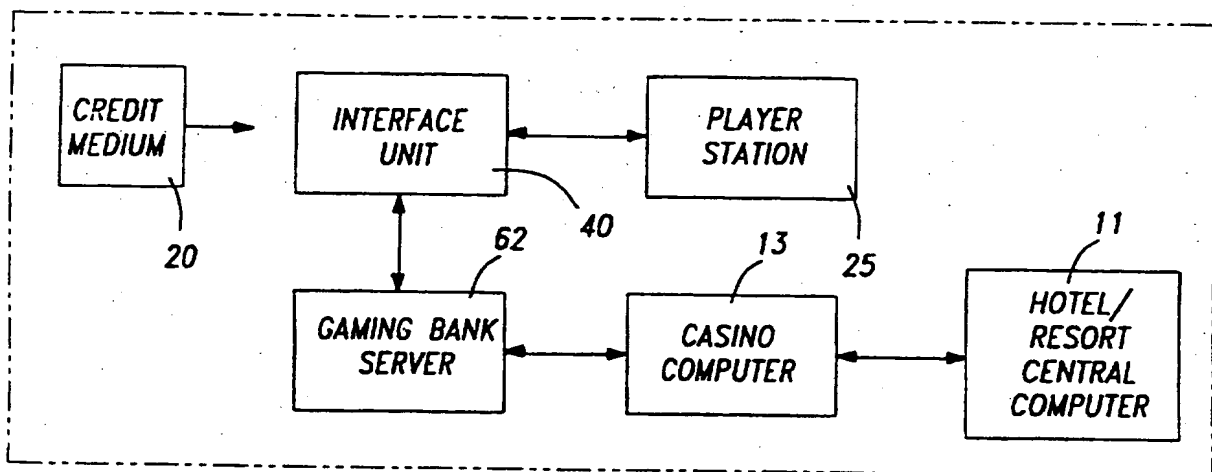 CREDIT
MEDIUM
20
INTERFACE
UNIT
40
PLAYER
STATION
25
62
GAMING BANK
SERVER
13
CASINO
COMPUTER
11
HOTEL/
RESORT
CENTRAL
COMPUTER